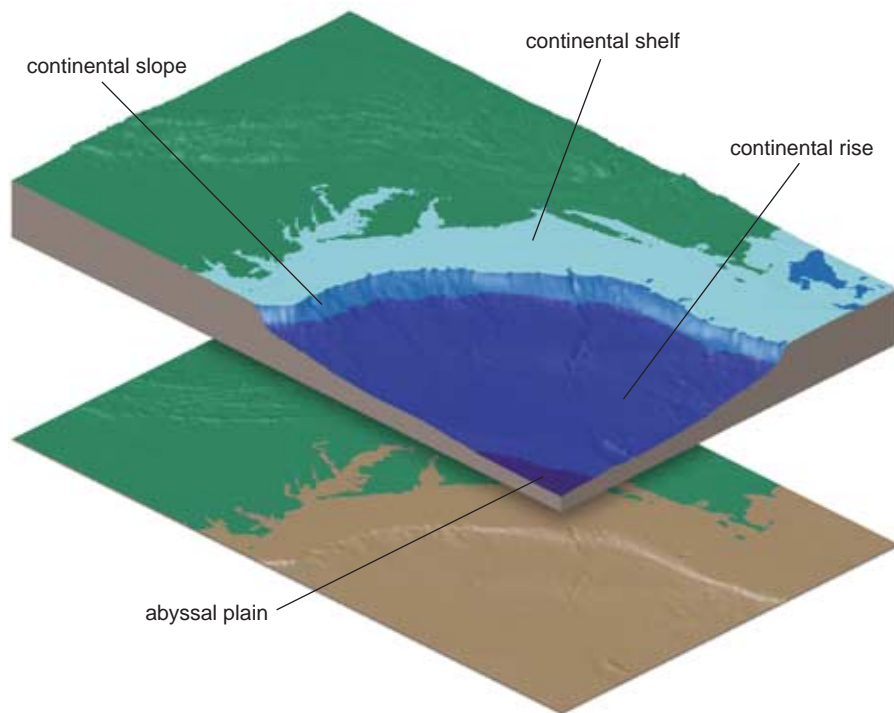 continental shelf
continental slope
continental rise
abyssal plain